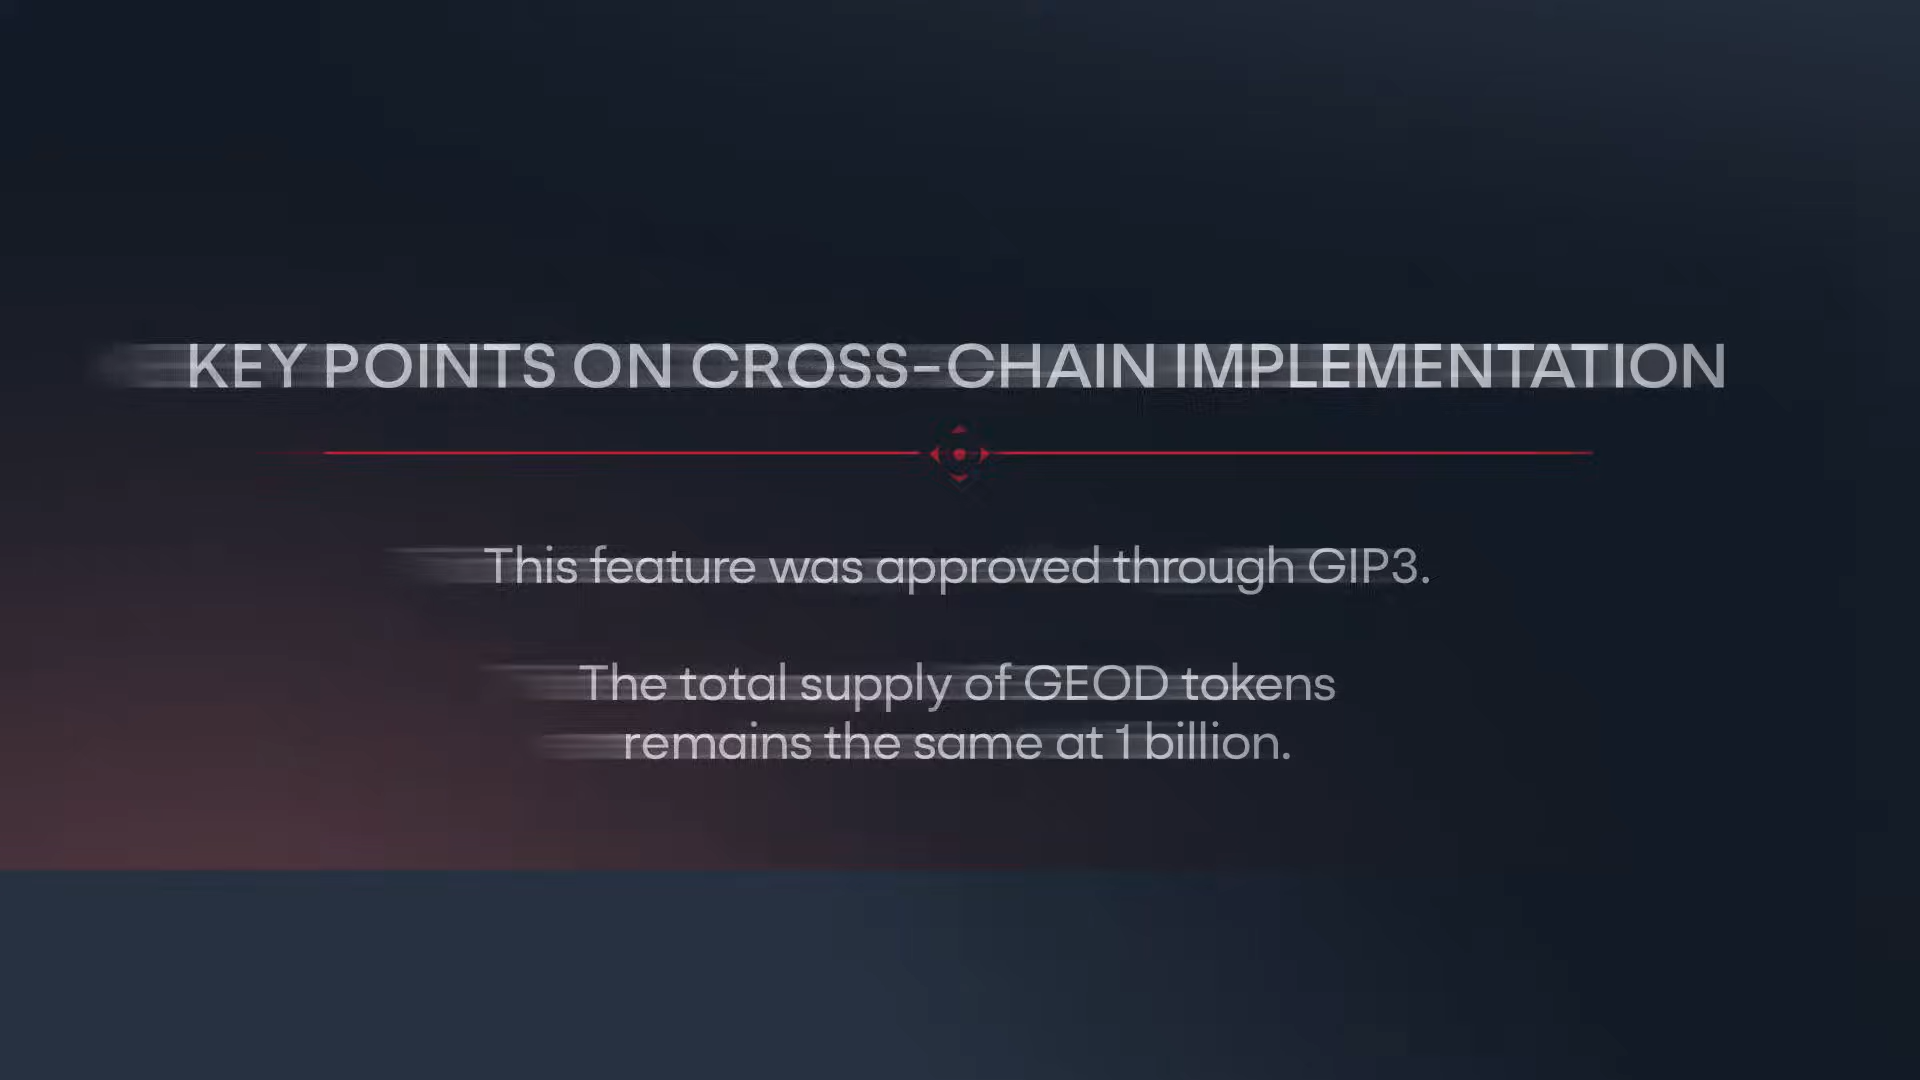 KEY POINTS ON CROSS-CHAIN IMPLEMENTATION
This feature was approved through GIP3.
The total supply of GEOD tokens
remains the same at 1 billion.